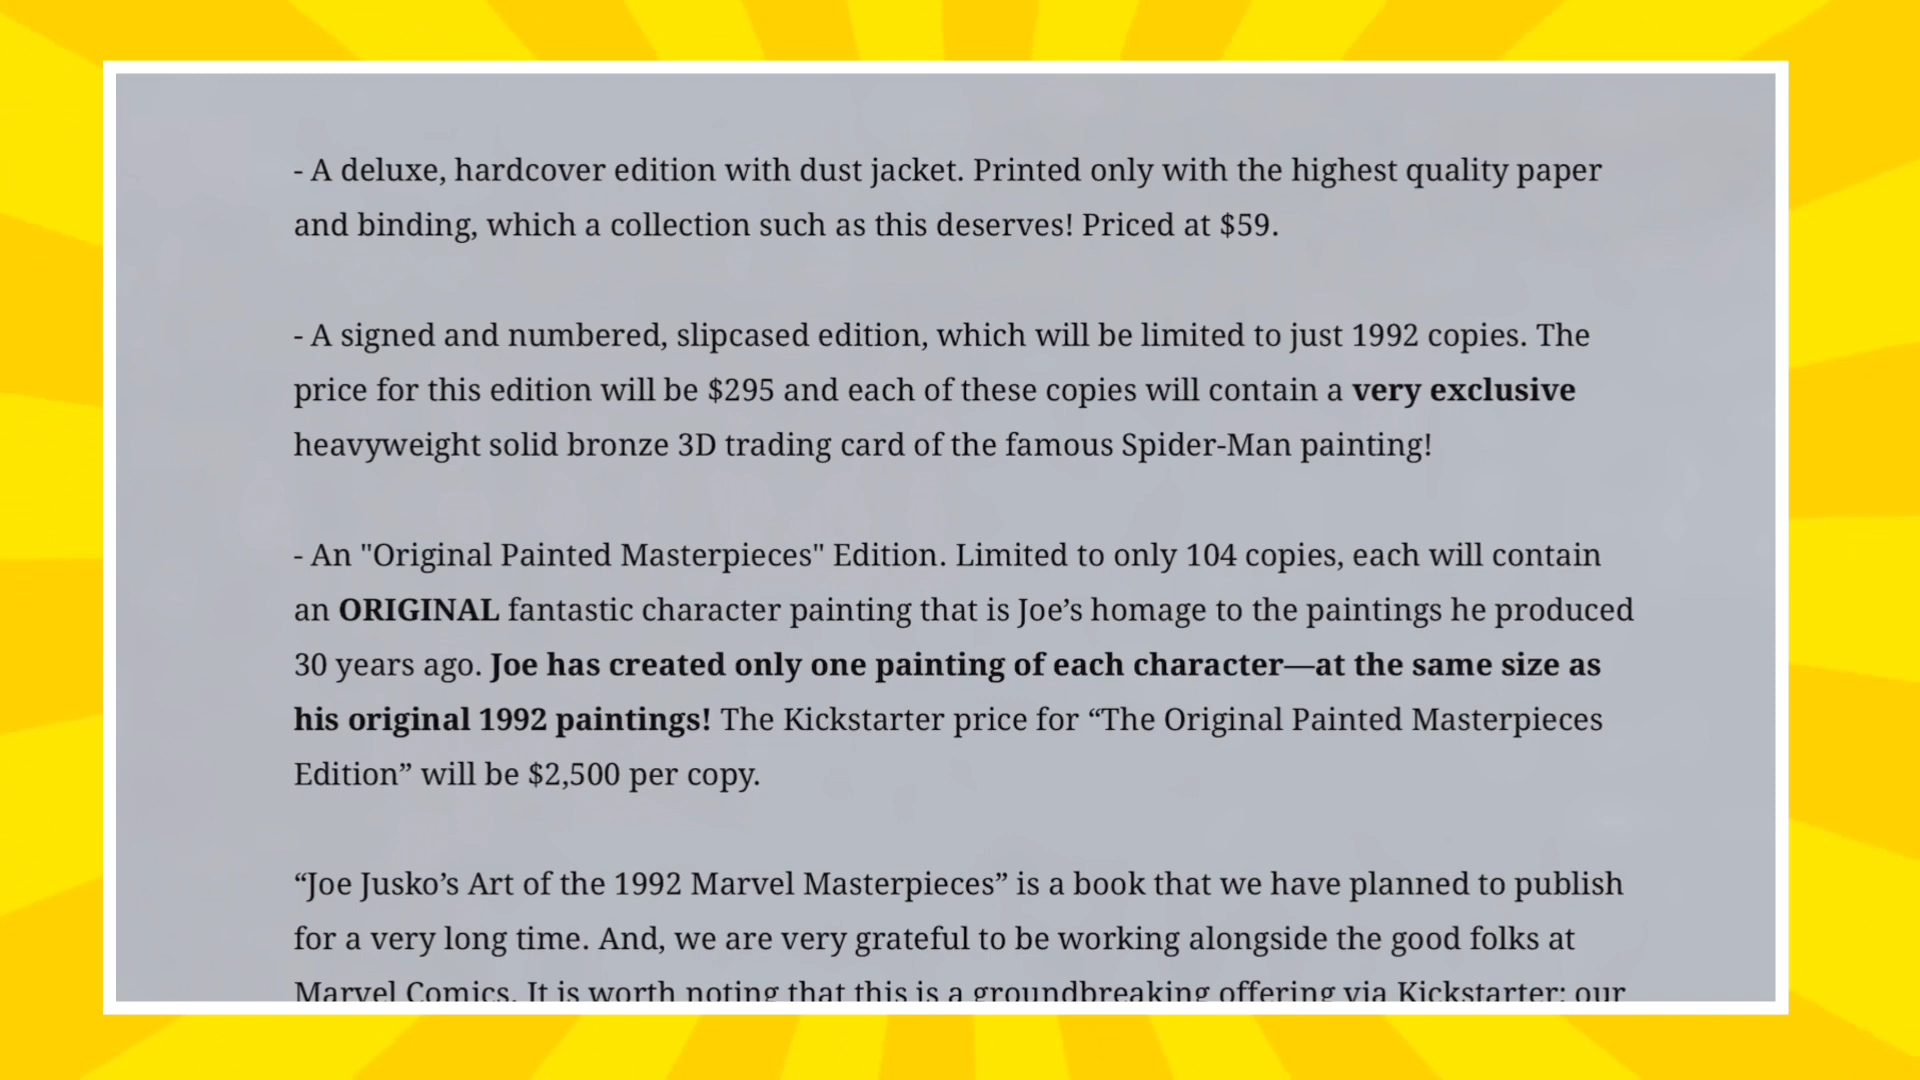 - A deluxe, hardcover edition with dust jacket. Printed only with the highest quality paper
and binding, which a collection such as this deserves! Priced at $59.
- A signed and numbered, slipcased edition, which will be limited to just 1992 copies. The
price for this edition will be $295 and each of these copies will contain a very exclusive
heavyweight solid bronze 3D trading card of the famous Spider-Man painting!
- An "Original Painted Masterpieces" Edition. Limited to only 104 copies, each will contain
an ORIGINAL fantastic character painting that is Joe’s homage to the paintings he produced
30 years ago. Joe has created only one painting of each character—at the same size as
his original 1992 paintings! The Kickstarter price for “The Original Painted Masterpieces
Edition” will be $2,500 per copy.
“Joe Jusko’s Art of the 1992 Marvel Masterpieces” is a book that we have planned to publish
for a very long time. And, we are very grateful to be working alongside the good folks at
Marvel Comics. It is worth noting that this is a groundbreaking offering via Kickstarter; our